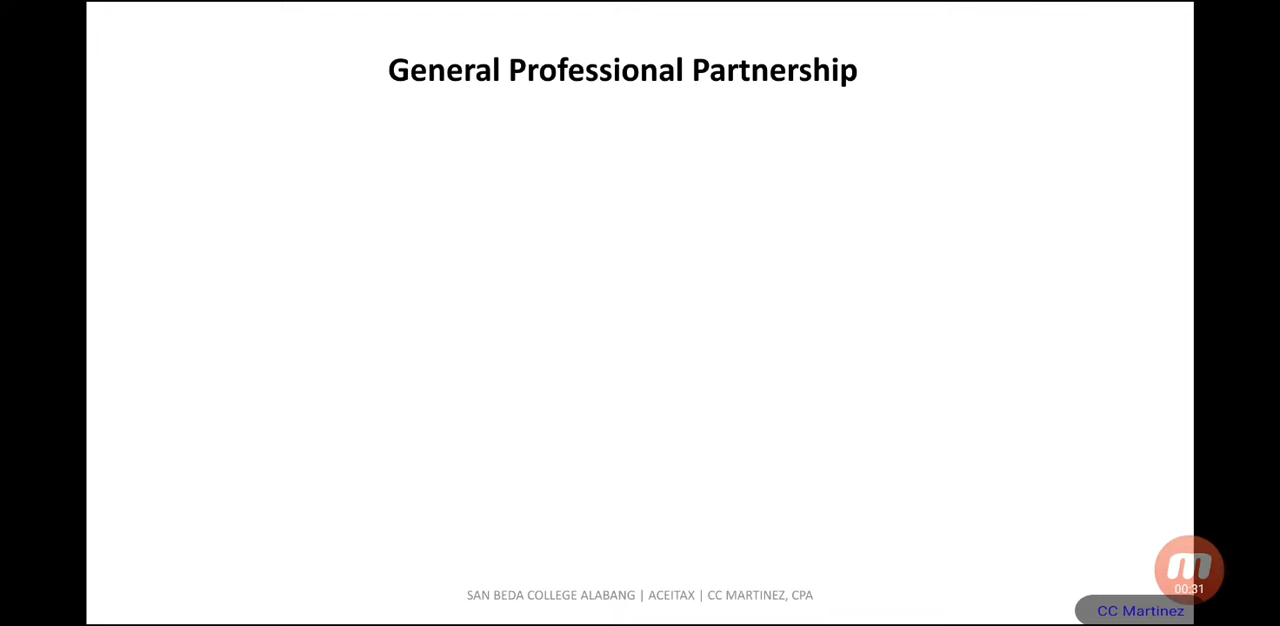 General Professional Partnership
SAN BEDA COLLEGE ALABANG | ACEITAX | CC MARTINEZ, CPA
00:31
CC Martinez